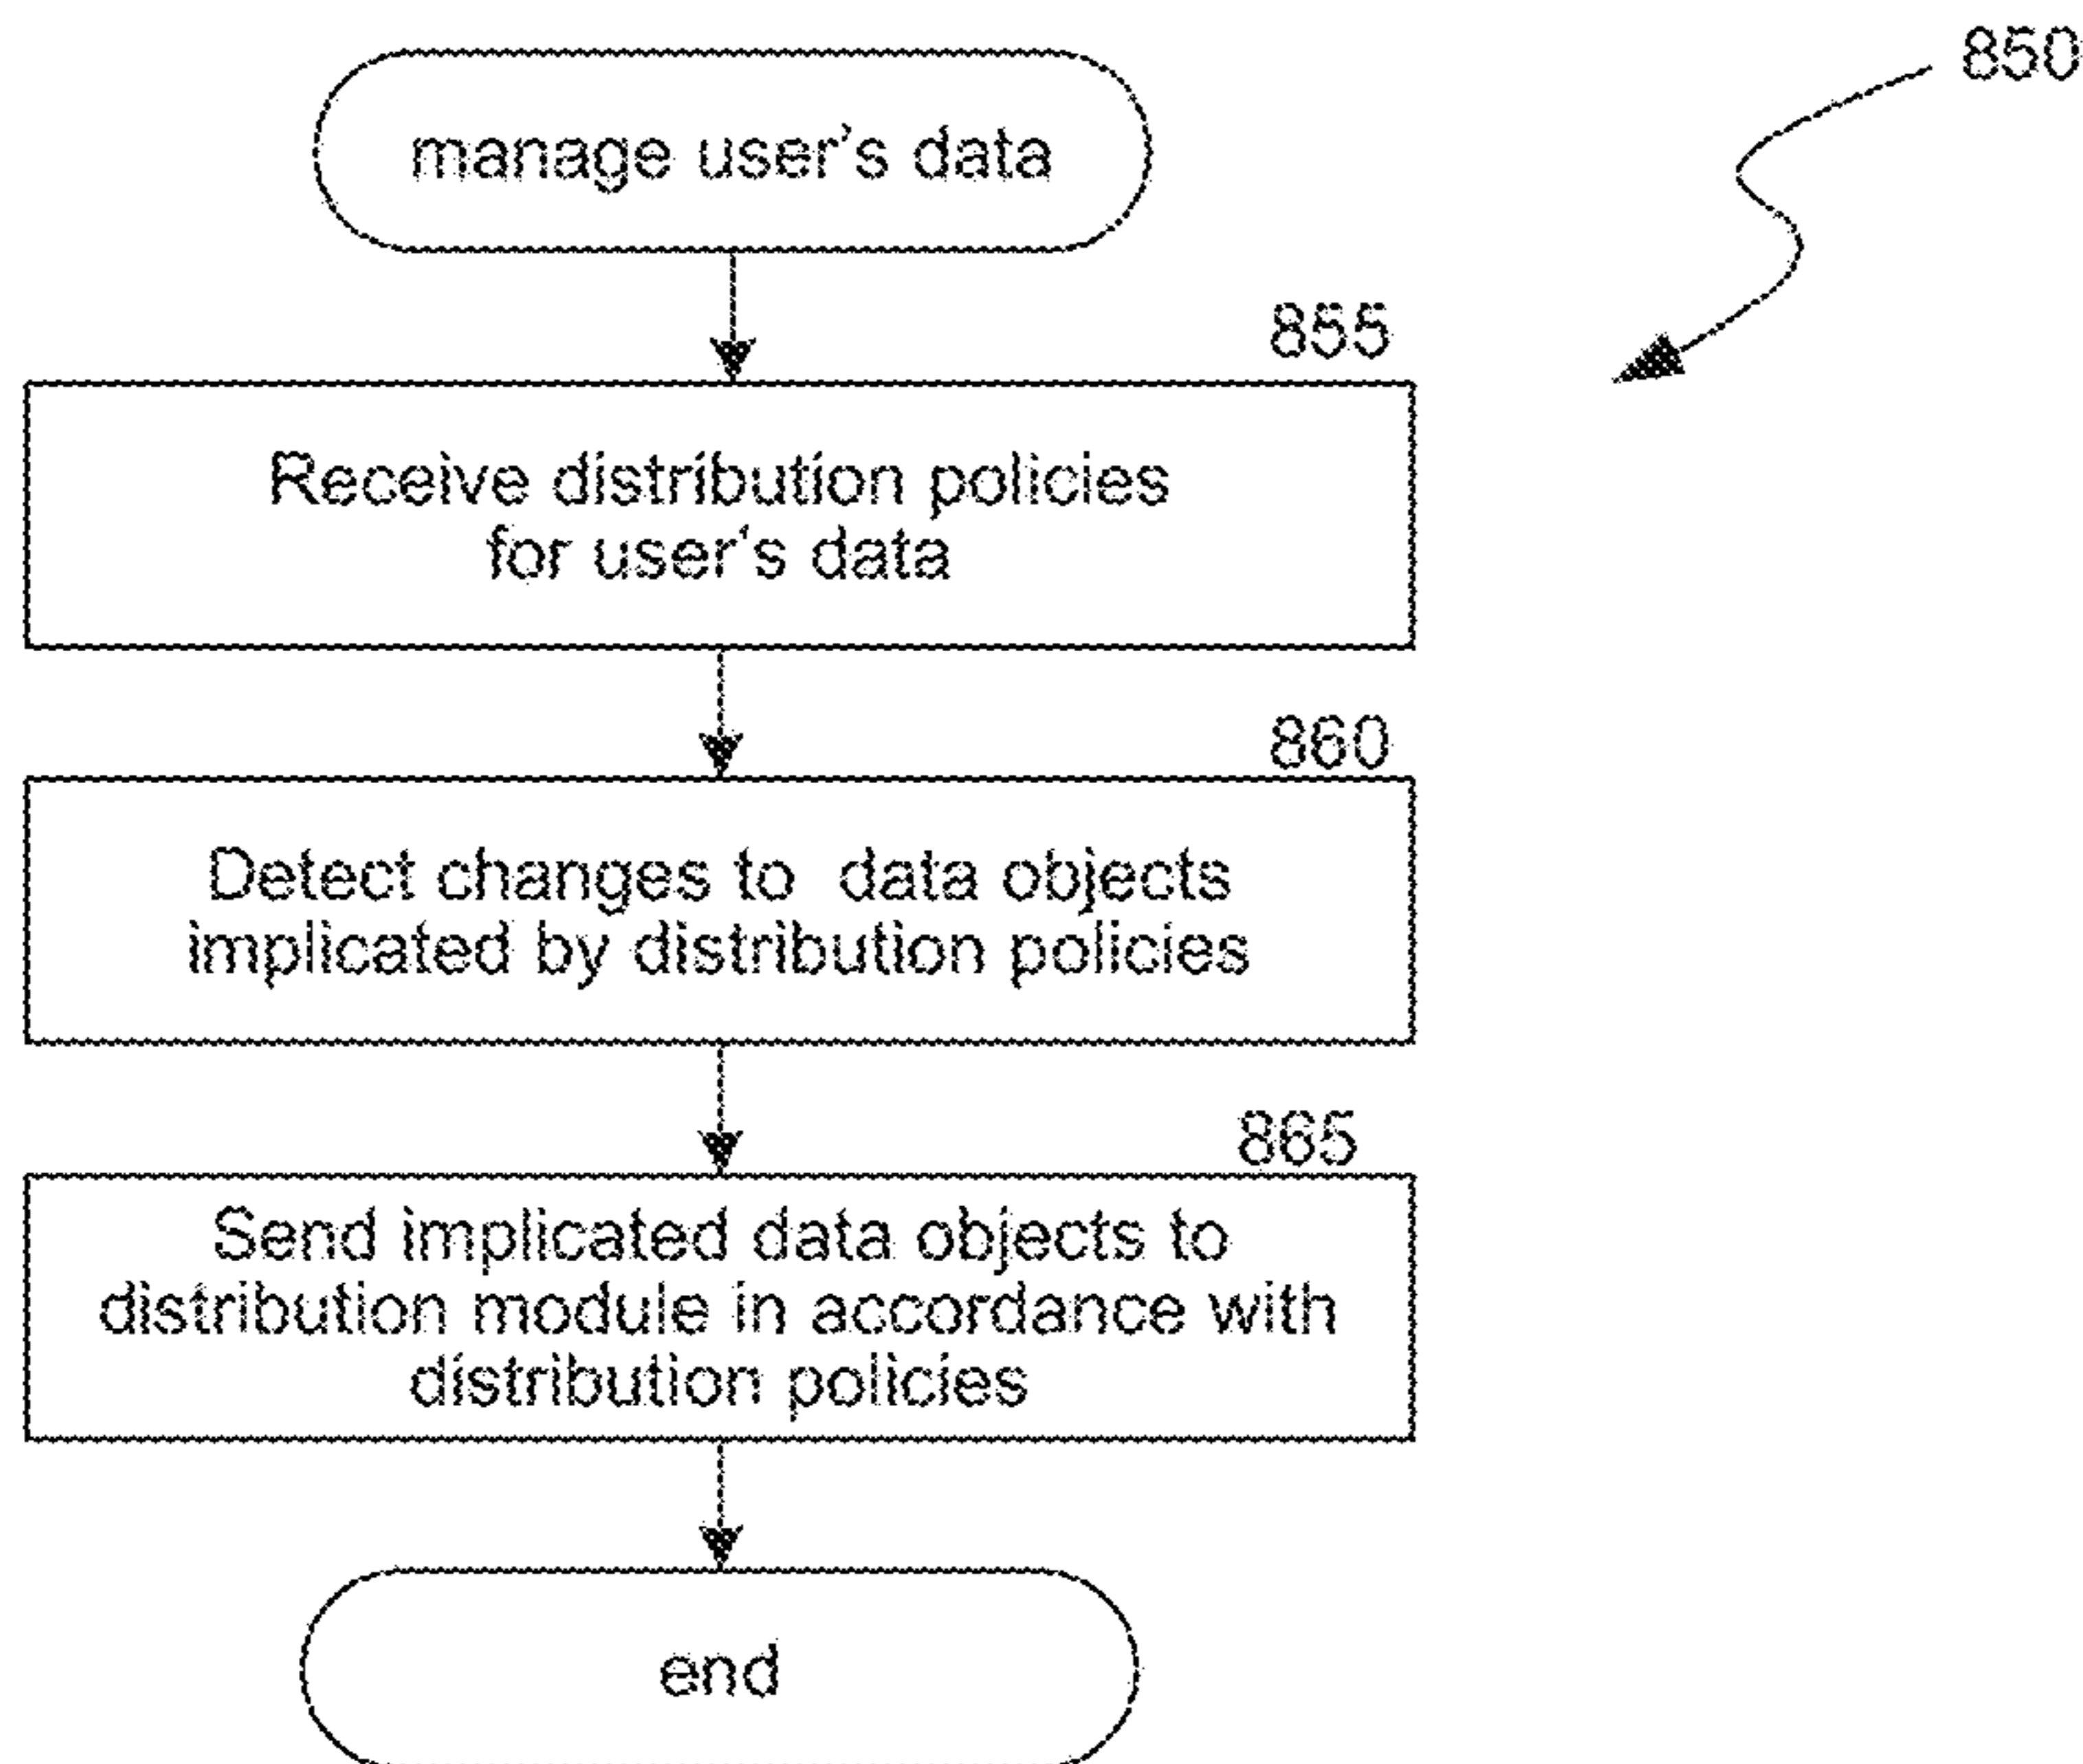 850
manage user's data
855
Receive distribution policies
for user's data
860
Detect changes to data objects
implicated by distribution policies
865
Send implicated data objects to
distribution module in accordance with
distribution policies
end